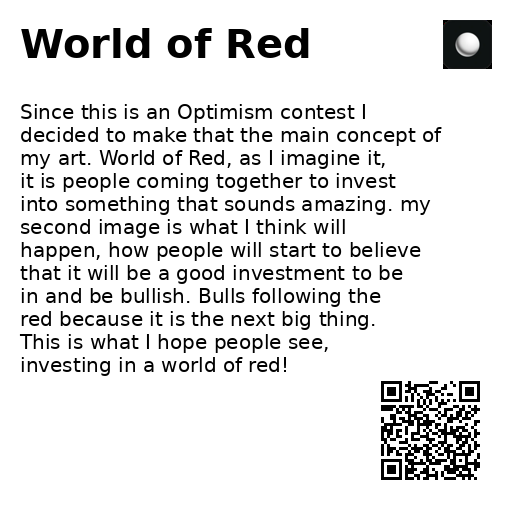 World of Red
Since this is an Optimism contest I
decided to make that the main concept of
my art. World of Red, as I imagine it,
it is people coming together to invest
into something that sounds amazing. my
second image is what I think will
happen, how people will start to believe
that it will be a good investment to be
in and be bullish. Bulls following the
red because it is the next big thing.
This is what I hope people see,
investing in a world of red!